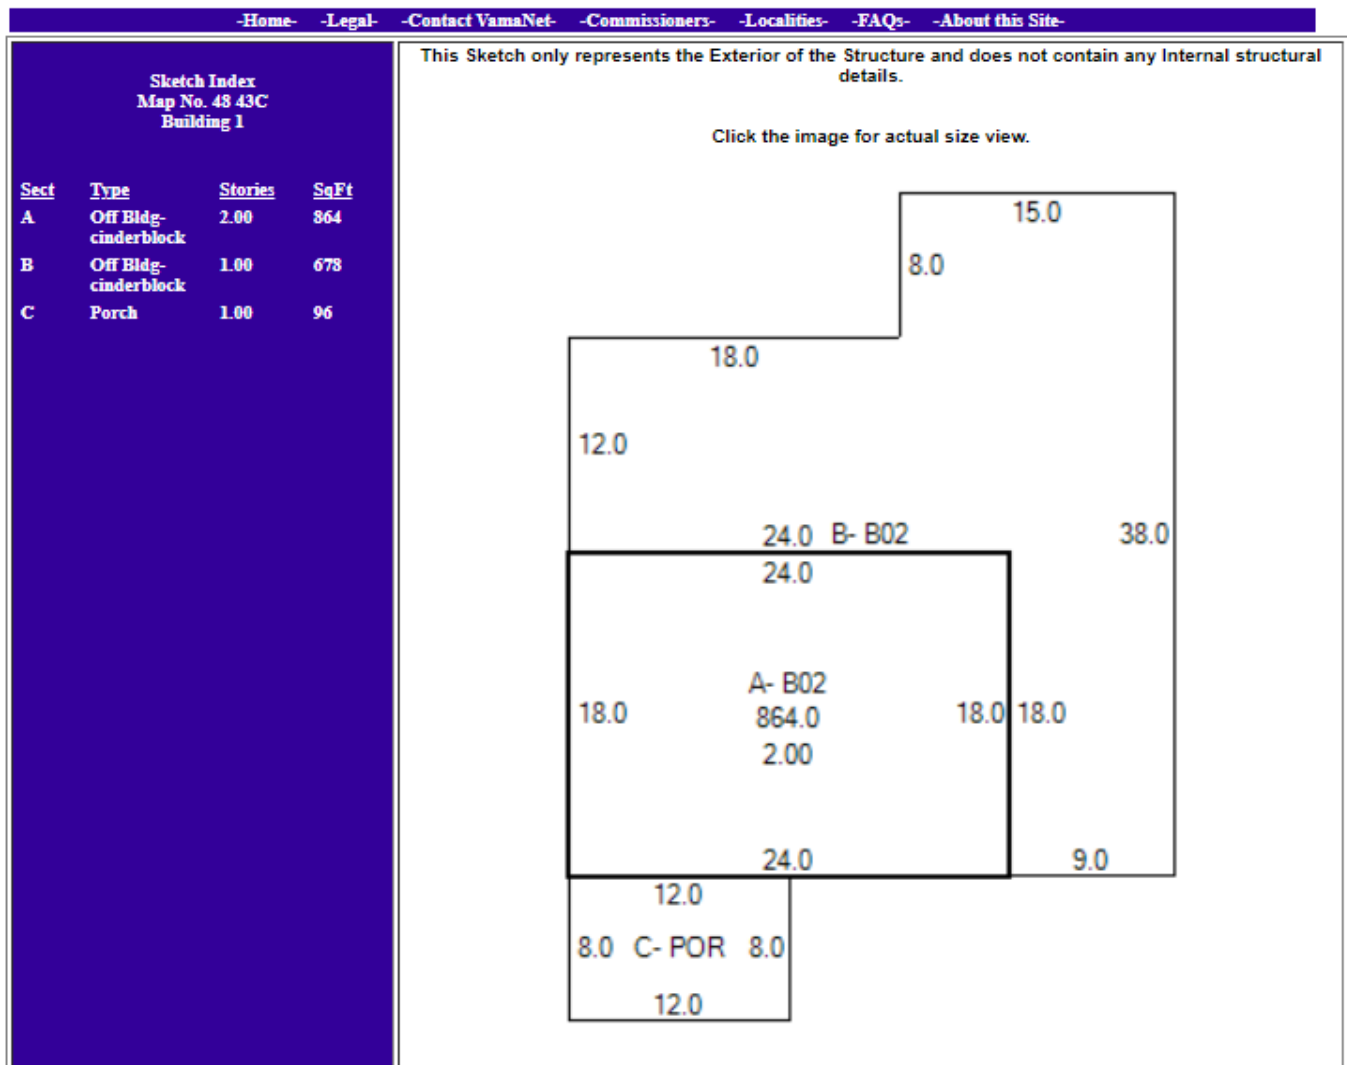 -Home- -Legal- -Contact VamaNet- -Commissioners- -Localities- -FAQs- -About this Site-
Sketch Index
Map No. 48 43C
Building 1
Sect Type Stories SqFt
A Off Bldg- 2.00 864
cinderblock
B Off Bldg- 1.00 678
cinderblock
C Porch 1.00 96
This Sketch only represents the Exterior of the Structure and does not contain any Internal structural
details.
Click the image for actual size view.
15.0
8.0
18.0
12.0
24.0 B- B02 38.0
24.0
A- B02
18.0 864.0 18.0 18.0
2.00
24.0 9.0
12.0
8.0 C- POR 8.0
12.0